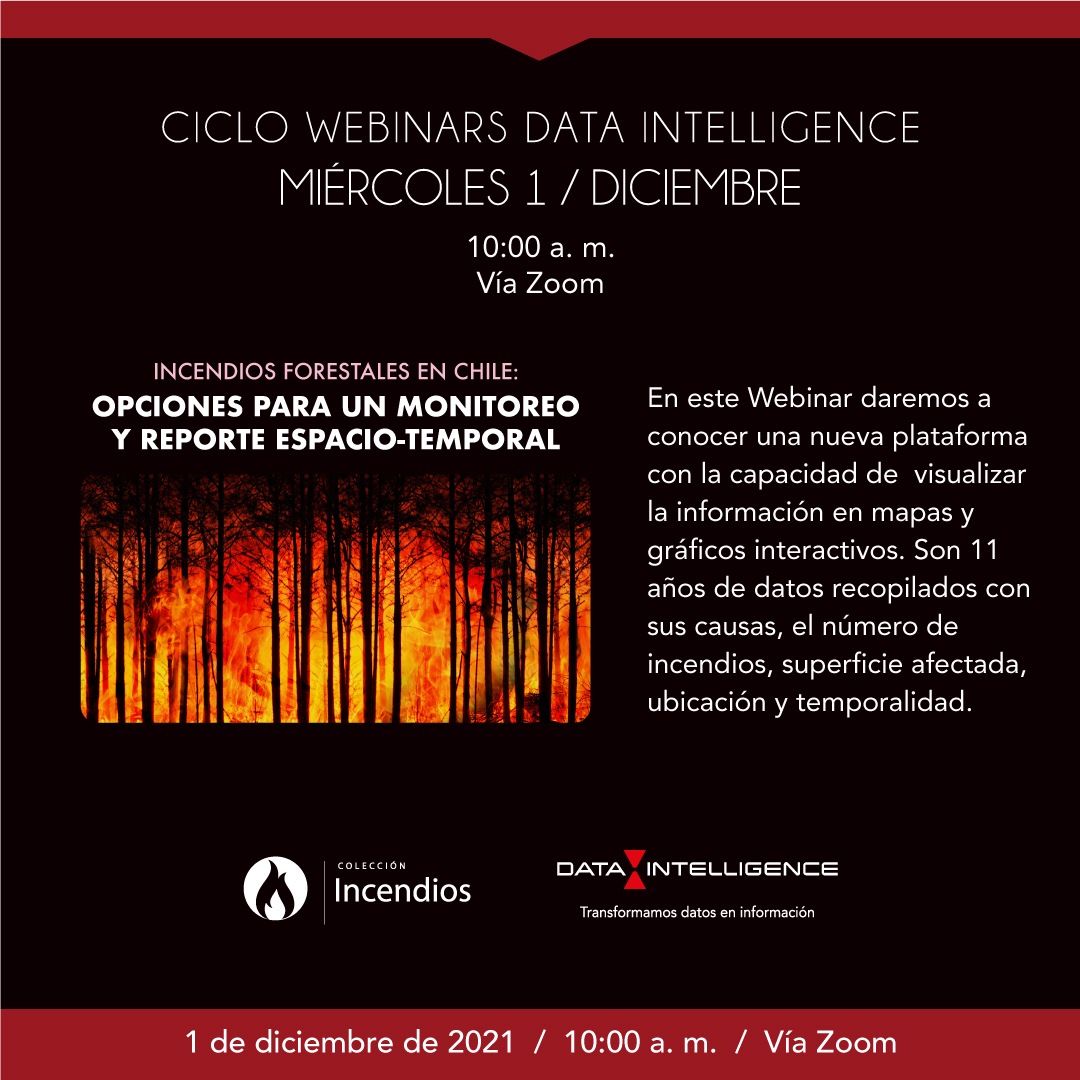 CICLO WEBINARS DATA INTELLIGENCE
MIÉRCOLES 1 / DICIEMBRE
10:00 a. m.
Vía Zoom
INCENDIOS FORESTALES EN CHILE:
OPCIONES PARA UN MONITOREO
Y REPORTE ESPACIO-TEMPORAL
En este Webinar daremos a
conocer una nueva plataforma
con la capacidad de  visualizar
la información en mapas y
gráficos interactivos. Son 11
años de datos recopilados con
sus causas, el número de
incendios, superficie afectada,
ubicación y temporalidad.
COLECCIÓN
Incendios
DATA INTELLIGENCE
Transformamos datos en información
1 de diciembre de 2021 / 10:00 a. m. / Vía Zoom